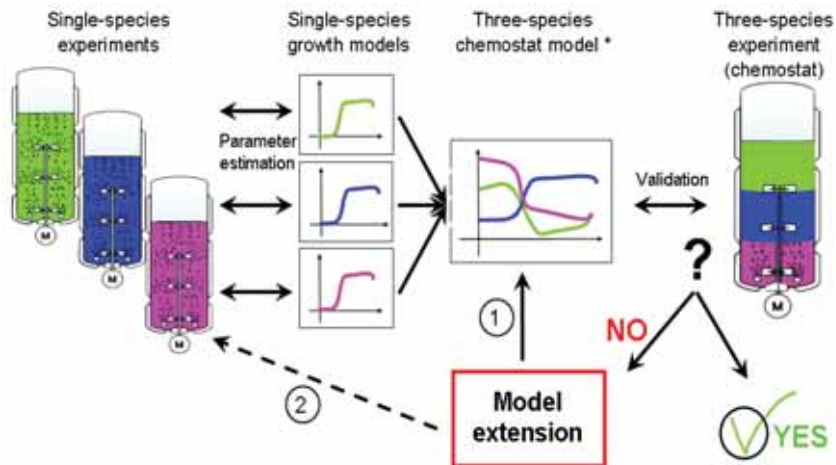 Single-species
experiments
Single-species
growth models
Three-species
chemostat model *
Three-species
experiment
(chemostat)
Parameter
estimation
Validation
M
M
M
M
?
1
NO
2
Model
extension
YES